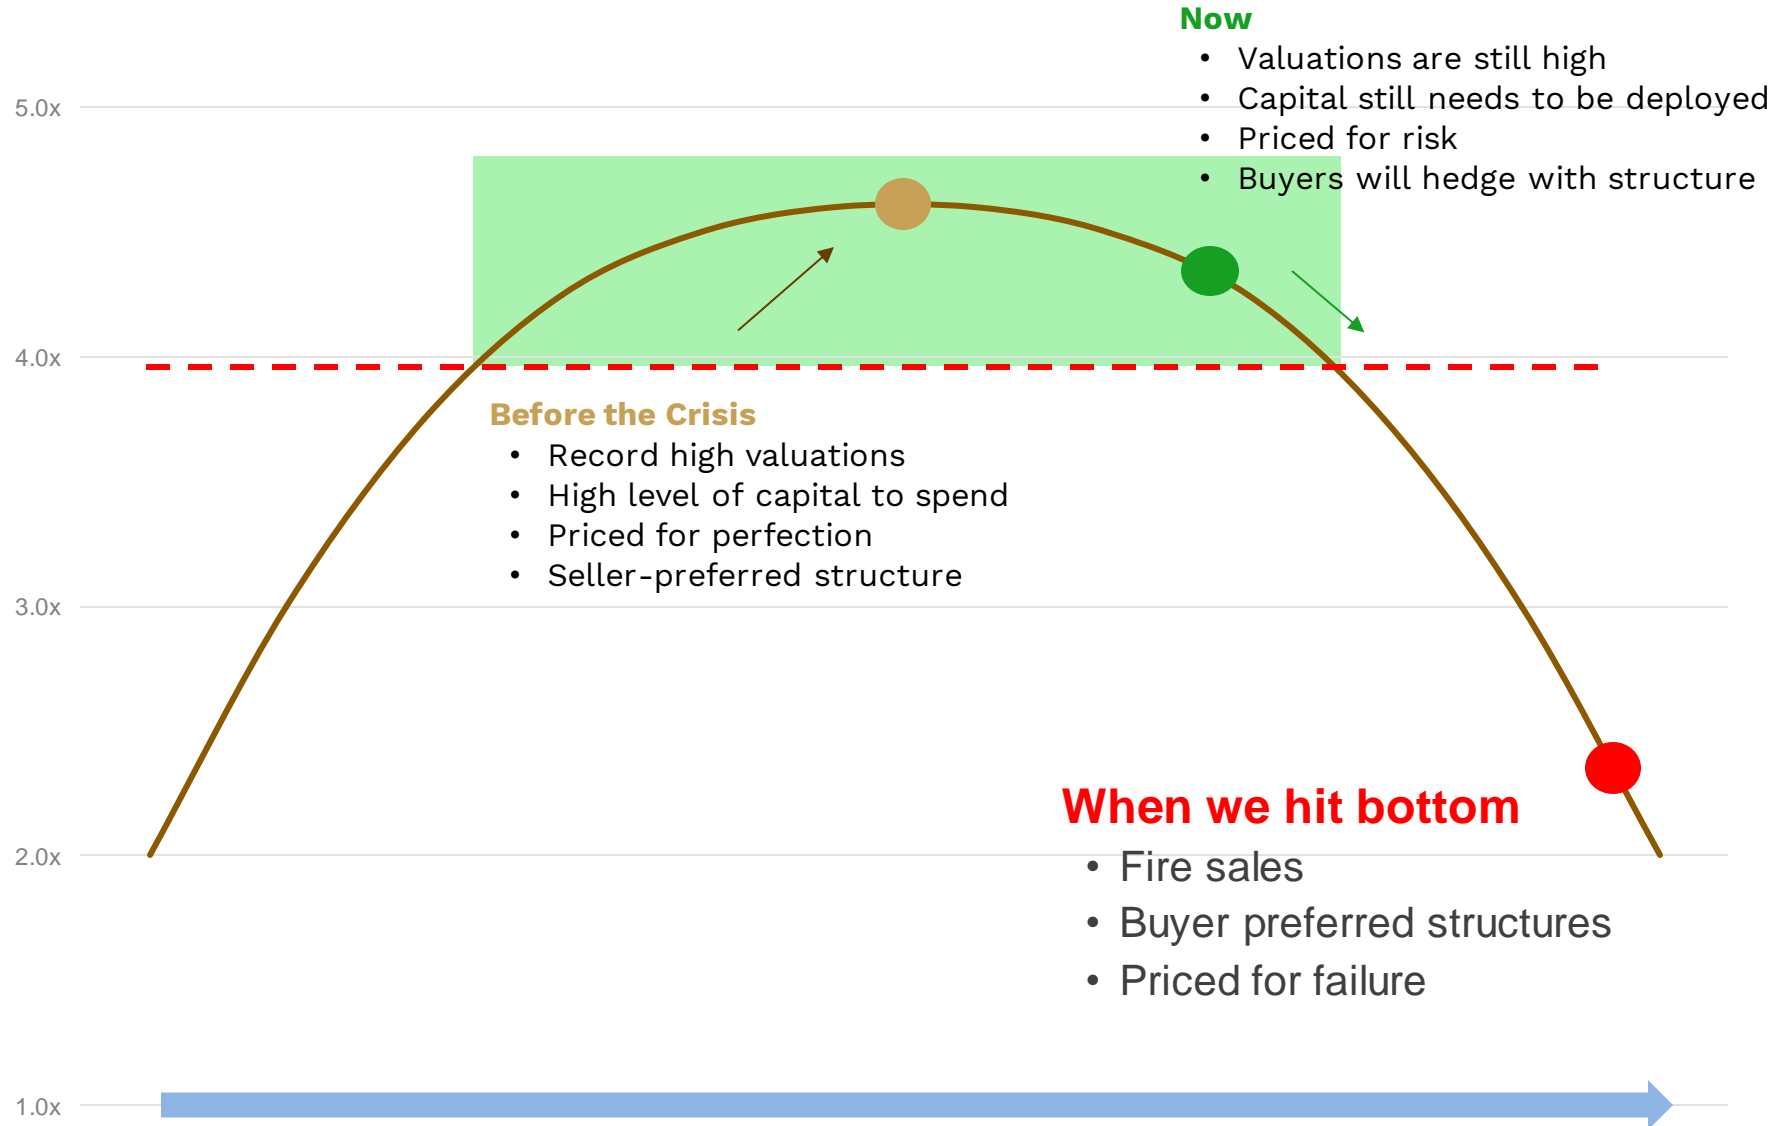 Now
• Valuations are still high
• Capital still needs to be deployed
• Priced for risk
• Buyers will hedge with structure
5.0x
4.0x
Before the Crisis
• Record high valuations
• High level of capital to spend
• Priced for perfection
• Seller-preferred structure
3.0x
When we hit bottom
• Fire sales
• Buyer preferred structures
• Priced for failure
2.0x
1.0x